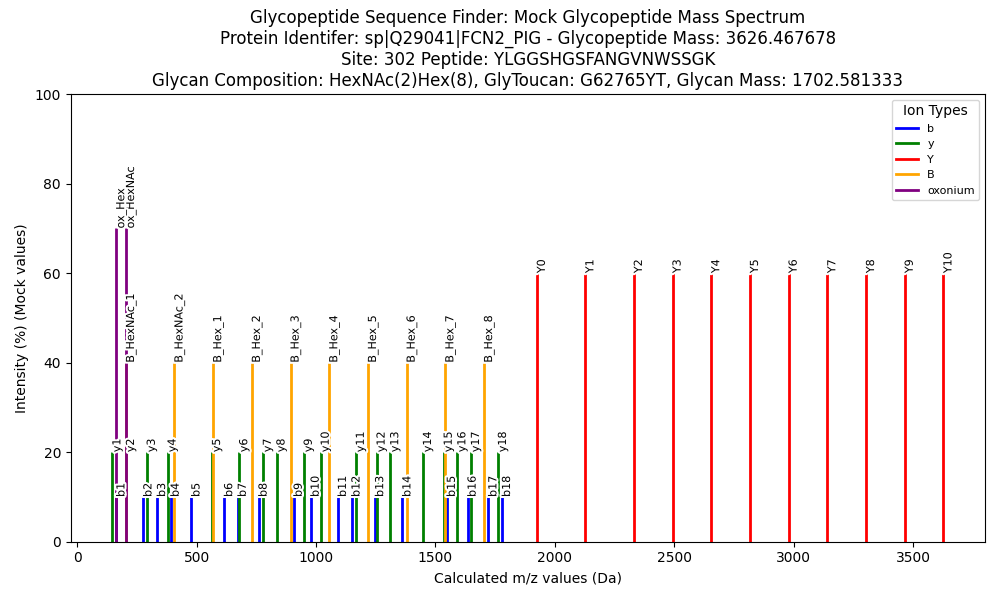 Glycopeptide Sequence Finder: Mock Glycopeptide Mass Spectrum
Protein Identifer: sp|Q29041|FCN2_PIG - Glycopeptide Mass: 3626.467678
Site: 302 Peptide: YLGGSHGSFANGVNWSSGK
Glycan Composition: HexNAc(2)Hex(8), GlyToucan: G62765YT, Glycan Mass: 1702.581333
Intensity (%) (Mock values)
100
80
60
40
20
0
Ion Types
b
y
Y
B
oxonium
ox_Hex
ox_HexNAc
B_HexNAc_1
B_HexNAc_2
B_Hex_1
B_Hex_2
B_Hex_3
B_Hex_4
B_Hex_5
B_Hex_6
B_Hex_7
B_Hex_8
Y0
Y1
Y2
Y3
Y4
Y5
Y6
Y7
Y8
Y9
Y10
y1
y2
y3
y4
y5
y6
y7
y8
y9
y10
y11
y12
y13
y14
y15
y16
y17
y18
b1
b2
b3
b4
b5
b6
b7
b8
b9
b10
b11
b12
b13
b14
b15
b16
b17
b18
0
500
1000
1500
2000
2500
3000
3500
Calculated m/z values (Da)